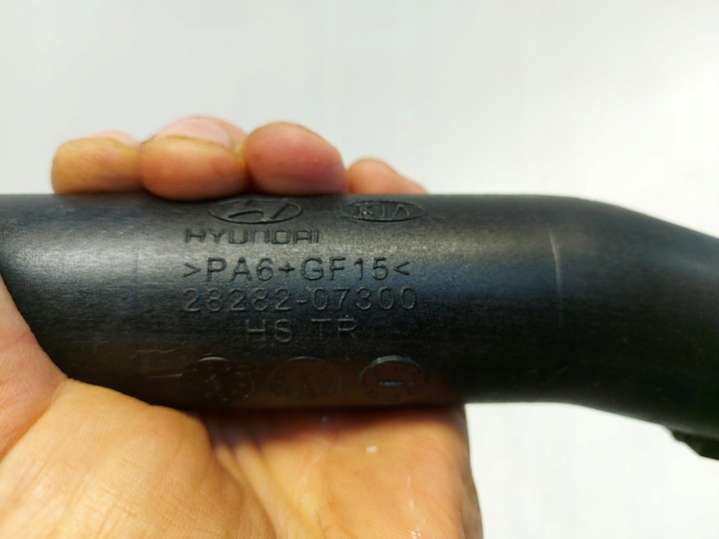 KIA
HYUNDAI
>PA6+GF15<
28282-07300
HS TR